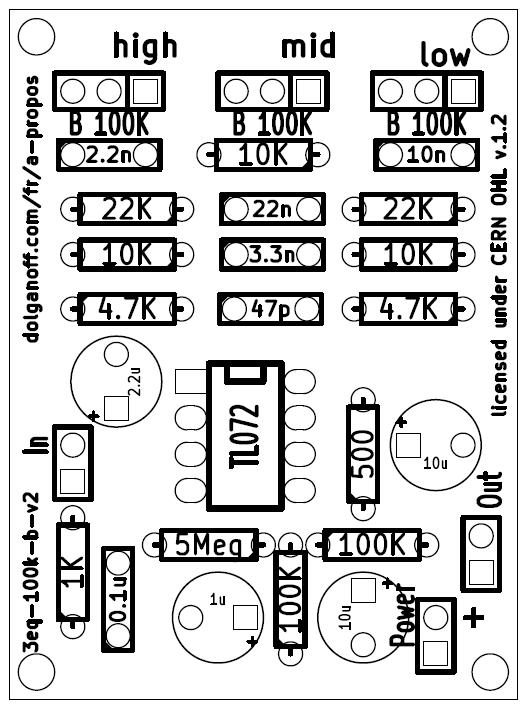 high mid low
B 100K B 100K B 100K
2.2n 10K 10n
22K 22n 22K
10K 3.3n 10K
4.7K 47p 4.7K
dolganoff.com/fr/a-propos
licensed under CERN OHL v.1.2
2.2u
+
TL072
500
+
10u
In
Out
3eq-100k-b-v2
1K
0.1u
5Meq
100K
1u
+
100K
10u
+
Power
+